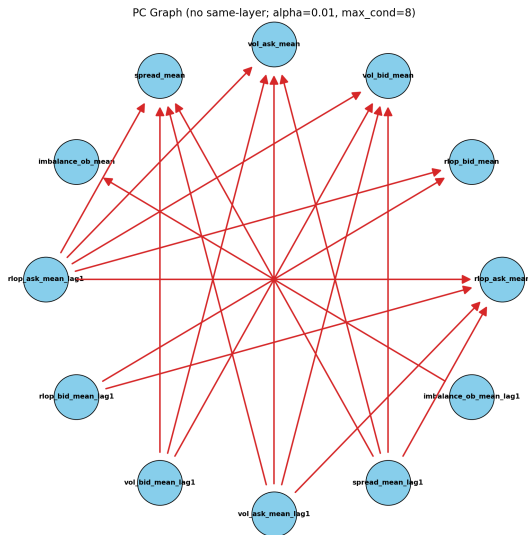 PC Graph (no same-layer; alpha=0.01, max_cond=8)
vol_ask_mean
spread_mean
vol_bid_mean
imbalance_ob_mean
rlop_bid_mean
rlop_ask_mean_lag1
rlop_ask_mean
rlop_bid_mean_lag1
imbalance_ob_mean_lag1
vol_bid_mean_lag1
spread_mean_lag1
vol_ask_mean_lag1